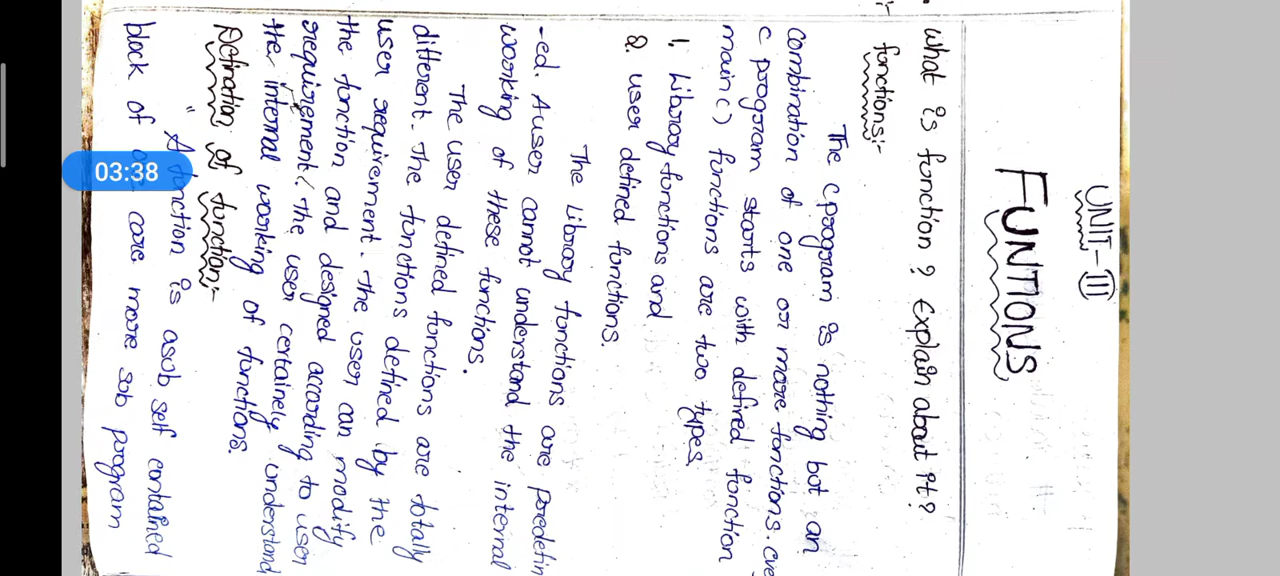 UNIT-III
FUNTIONS
what is function? Explain about it?
functions:-
The C program is nothing but an
combination of one or more functions. eve
C program starts with defined function
main() functions are two types.
1. Library functions and
2. user defined functions.
The Library functions are predefin
-ed. A user cannot understand the internal
working of these functions.
The user defined functions are totally
different. The functions defined by the
user requirement. The user can modify
the function and designed according to user
requirement. The user certainely understand
the internal working of functions.
Defination of function:-
"A function is a sub self contained
block of core more sub program
03:38